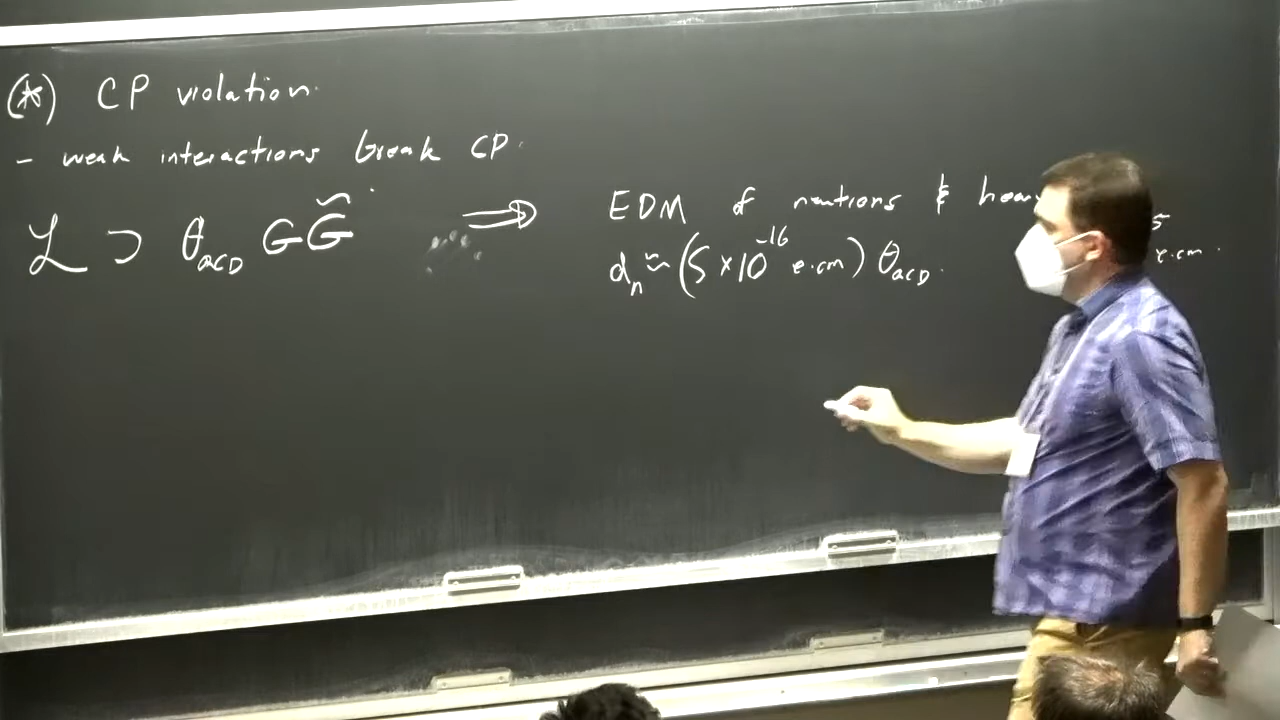 (*) CP violation.
- weak interactions break CP.
ℒ ⊃ θ_QCD G G̃ ⇒ EDM of neutrons &
d_n ≈ (5 × 10^-16 e·cm) θ_QCD.